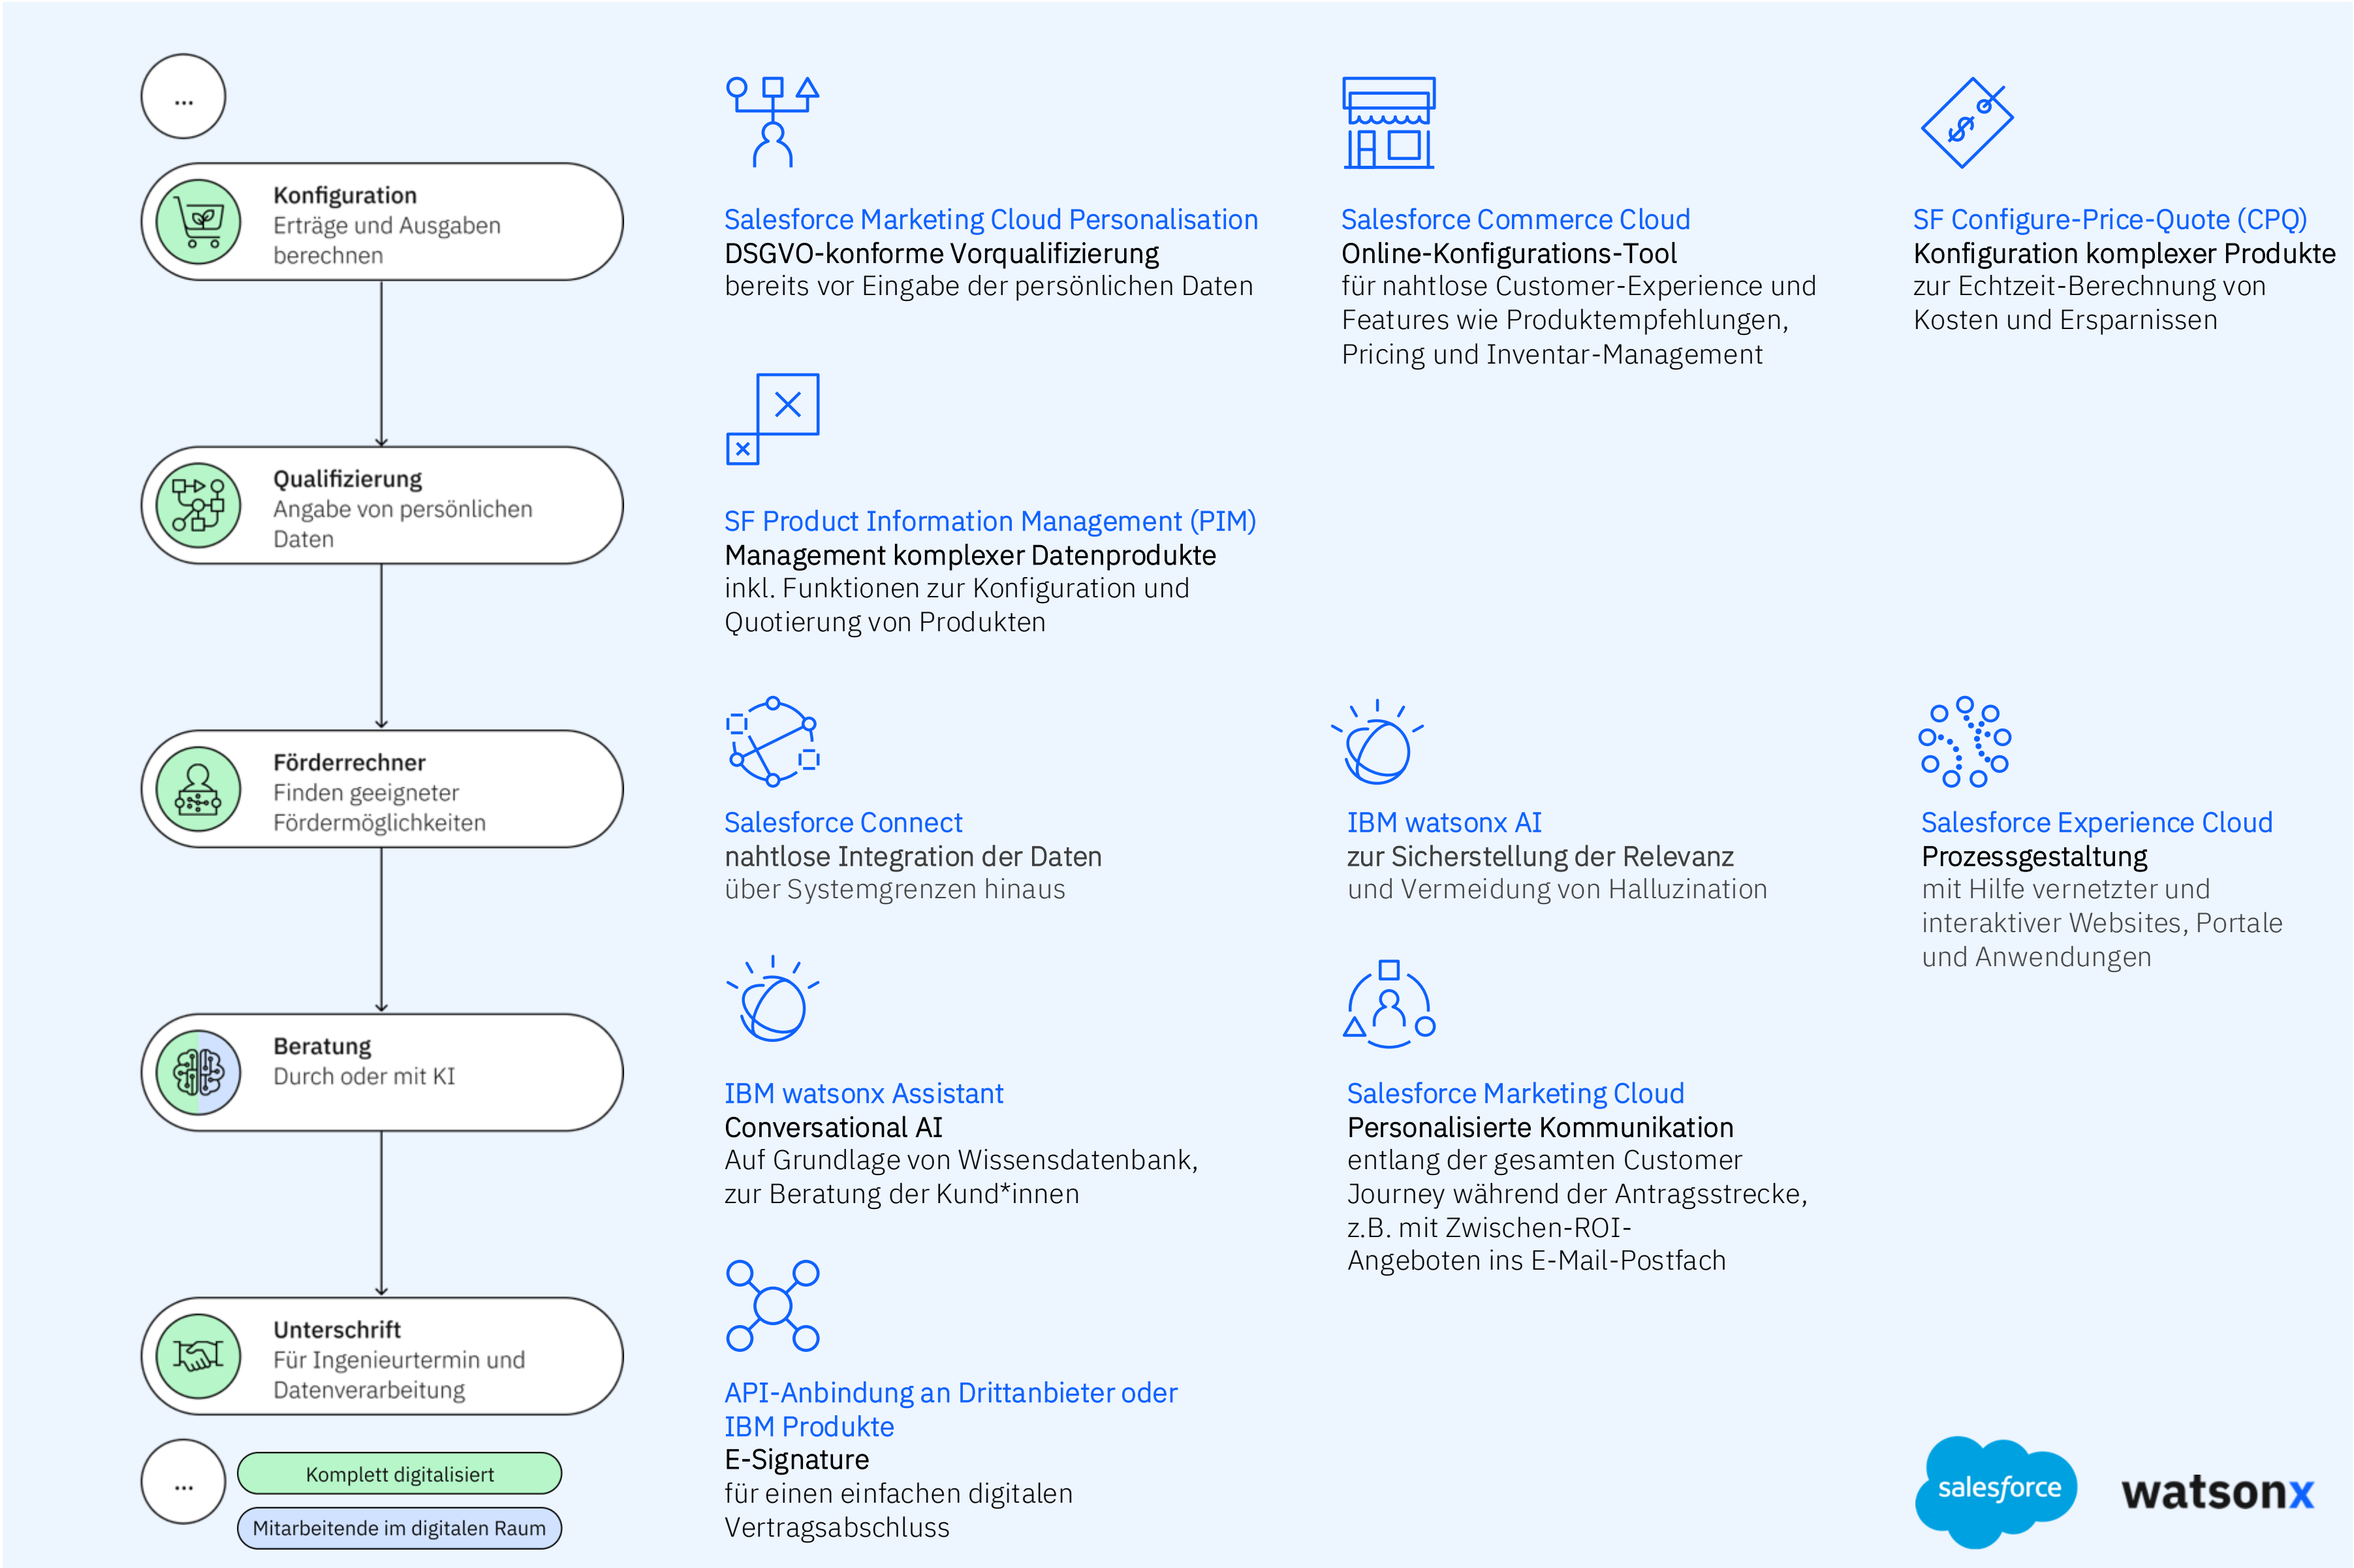 ...
Konfiguration
Erträge und Ausgaben
berechnen
Qualifizierung
Angabe von persönlichen
Daten
Förderrechner
Finden geeigneter
Fördermöglichkeiten
Beratung
Durch oder mit KI
Unterschrift
Für Ingenieurtermin und
Datenverarbeitung
...
Komplett digitalisiert
Mitarbeitende im digitalen Raum
Salesforce Marketing Cloud Personalisation
DSGVO-konforme Vorqualifizierung
bereits vor Eingabe der persönlichen Daten
Salesforce Commerce Cloud
Online-Konfigurations-Tool
für nahtlose Customer-Experience und
Features wie Produktempfehlungen,
Pricing und Inventar-Management
$
SF Configure-Price-Quote (CPQ)
Konfiguration komplexer Produkte
zur Echtzeit-Berechnung von
Kosten und Ersparnissen
SF Product Information Management (PIM)
Management komplexer Datenprodukte
inkl. Funktionen zur Konfiguration und
Quotierung von Produkten
Salesforce Connect
nahtlose Integration der Daten
über Systemgrenzen hinaus
IBM watsonx AI
zur Sicherstellung der Relevanz
und Vermeidung von Halluzination
Salesforce Experience Cloud
Prozessgestaltung
mit Hilfe vernetzter und
interaktiver Websites, Portale
und Anwendungen
IBM watsonx Assistant
Conversational AI
Auf Grundlage von Wissensdatenbank,
zur Beratung der Kund*innen
Salesforce Marketing Cloud
Personalisierte Kommunikation
entlang der gesamten Customer
Journey während der Antragsstrecke,
z.B. mit Zwischen-ROI-
Angeboten ins E-Mail-Postfach
API-Anbindung an Drittanbieter oder
IBM Produkte
E-Signature
für einen einfachen digitalen
Vertragsabschluss
salesforce
watsonx